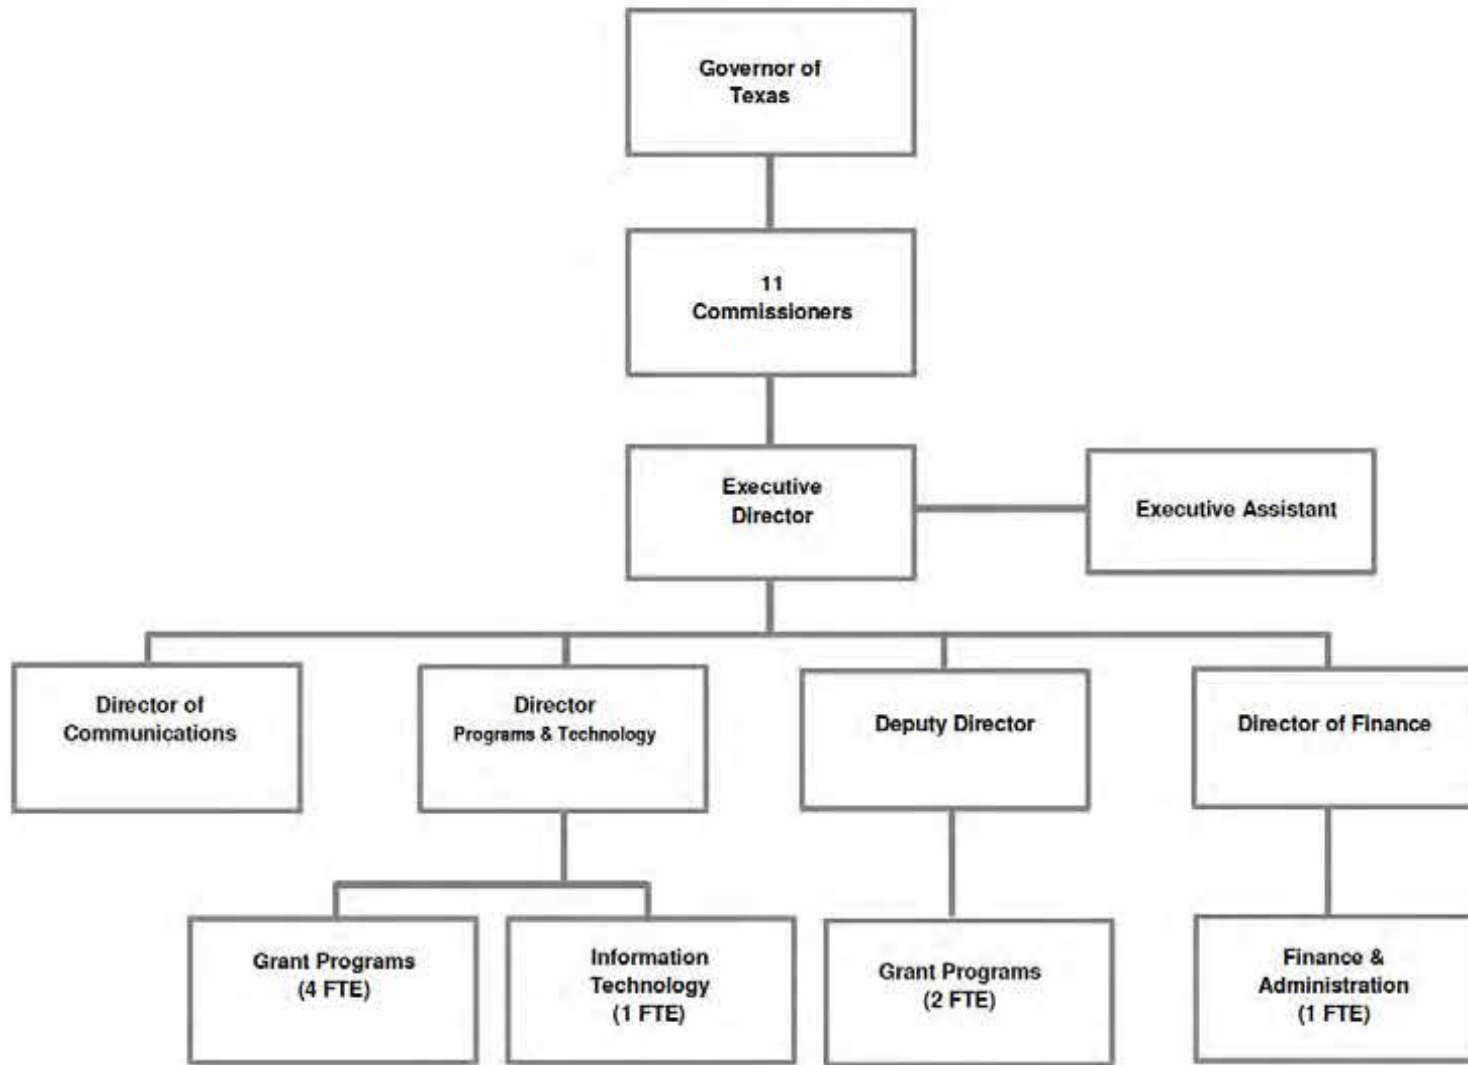 Governor of
Texas
11
Commissioners
Executive
Director
Executive Assistant
Director of
Communications
Director
Programs & Technology
Deputy Director
Director of Finance
Grant Programs
(4 FTE)
Information
Technology
(1 FTE)
Grant Programs
(2 FTE)
Finance &
Administration
(1 FTE)